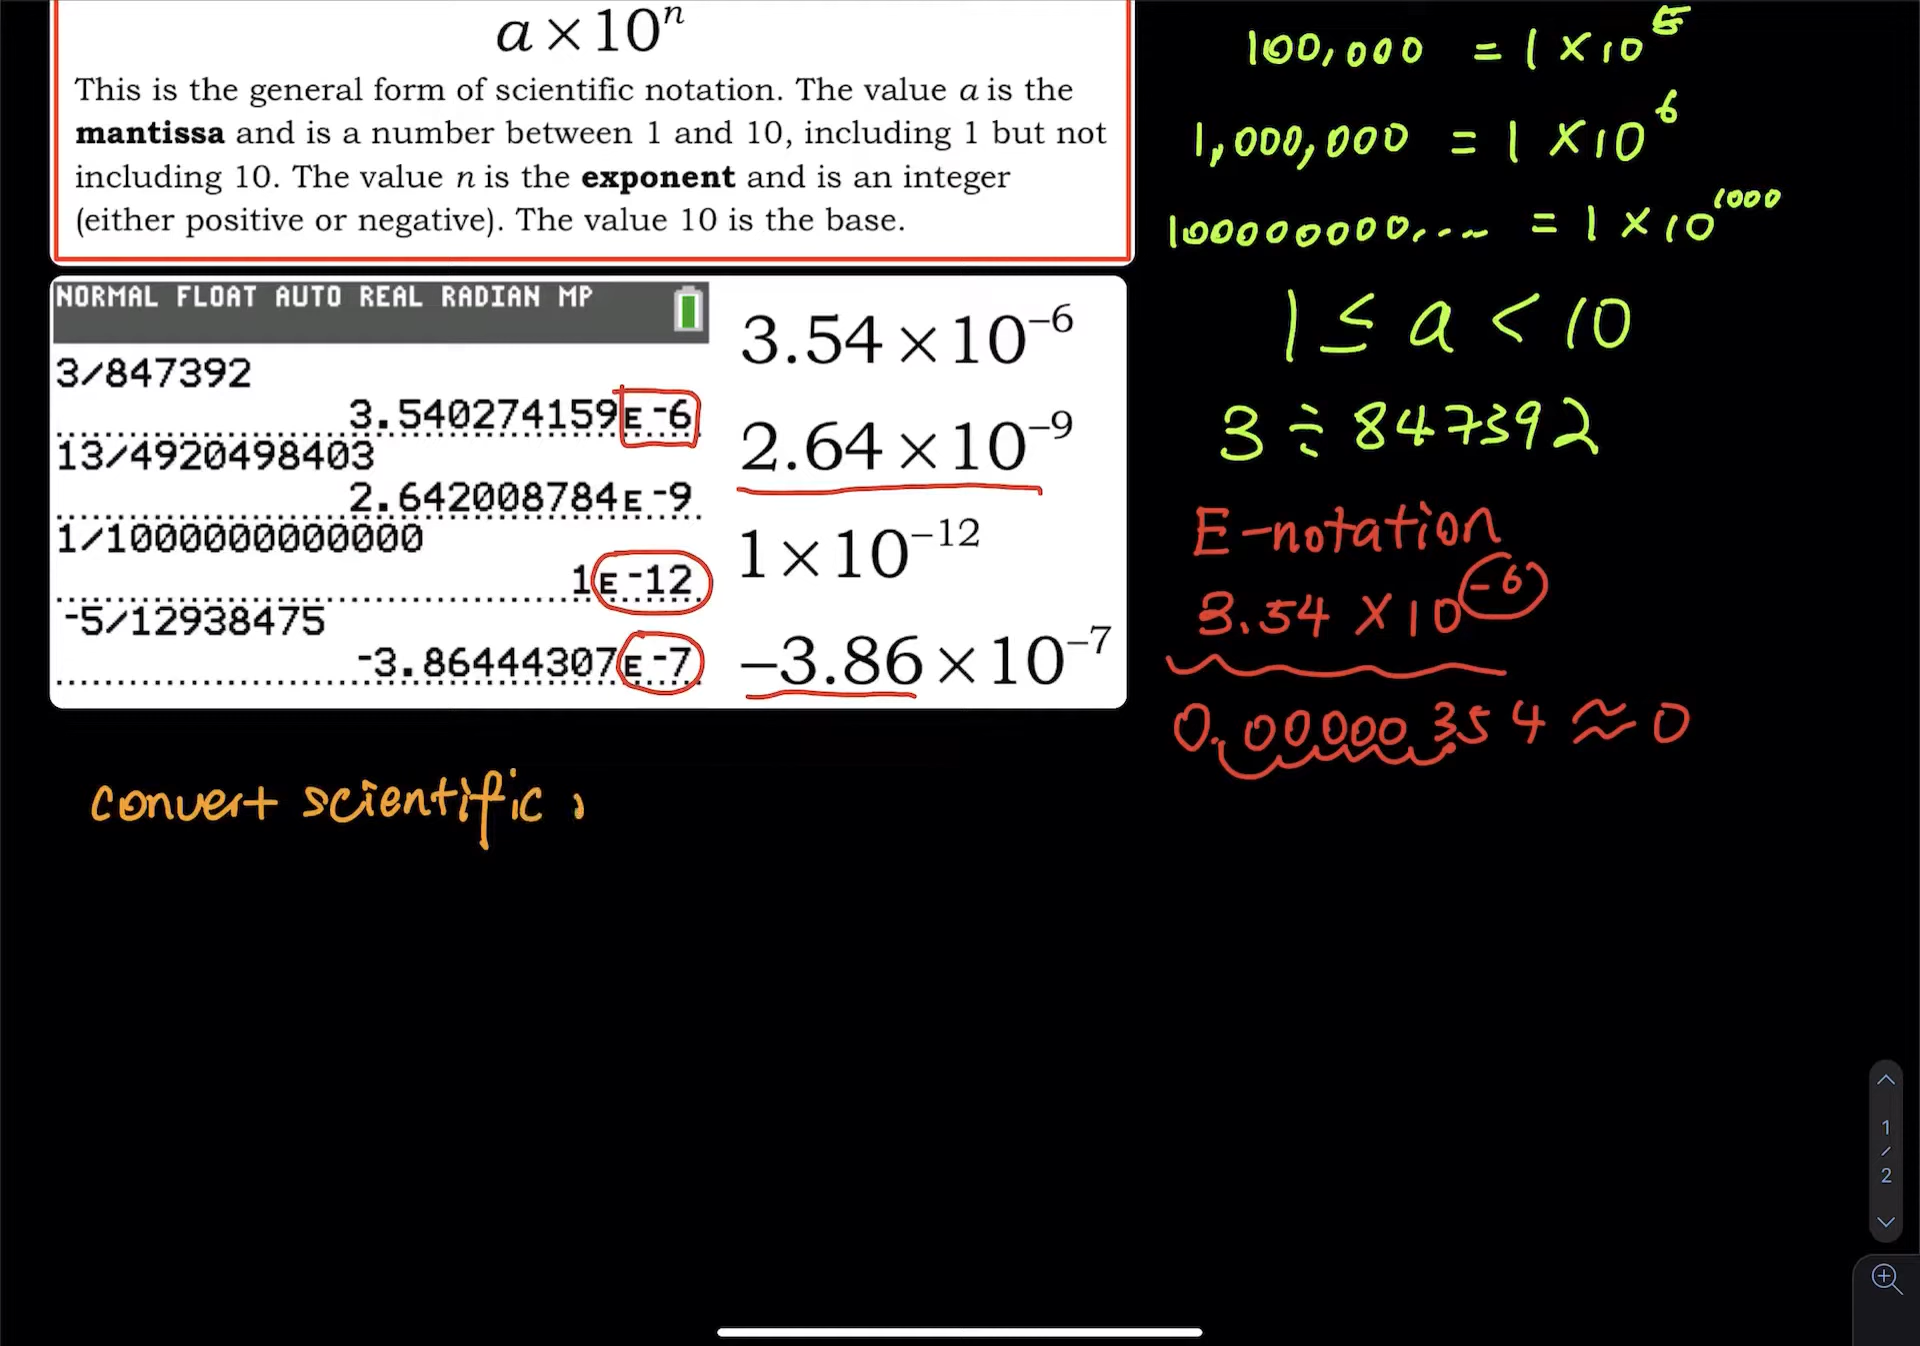 a × 10ⁿ
This is the general form of scientific notation. The value a is the
mantissa and is a number between 1 and 10, including 1 but not
including 10. The value n is the exponent and is an integer
(either positive or negative). The value 10 is the base.
NORMAL FLOAT AUTO REAL RADIAN MP
3/847392
3.540274159E-6
13/4920498403
2.642008784E-9
1/1000000000000
1E-12
-5/12938475
-3.86444307E-7
3.54 × 10⁻⁶
2.64 × 10⁻⁹
1 × 10⁻¹²
−3.86 × 10⁻⁷
convert scientific
100,000 = 1 × 10⁵
1,000,000 = 1 × 10⁶
1000000000.... = 1 × 10¹⁰⁰⁰
1 ≤ a < 10
3 ÷ 847392
E-notation
3.54 × 10⁻⁶
0.00000354 ≈ 0
1
/
2